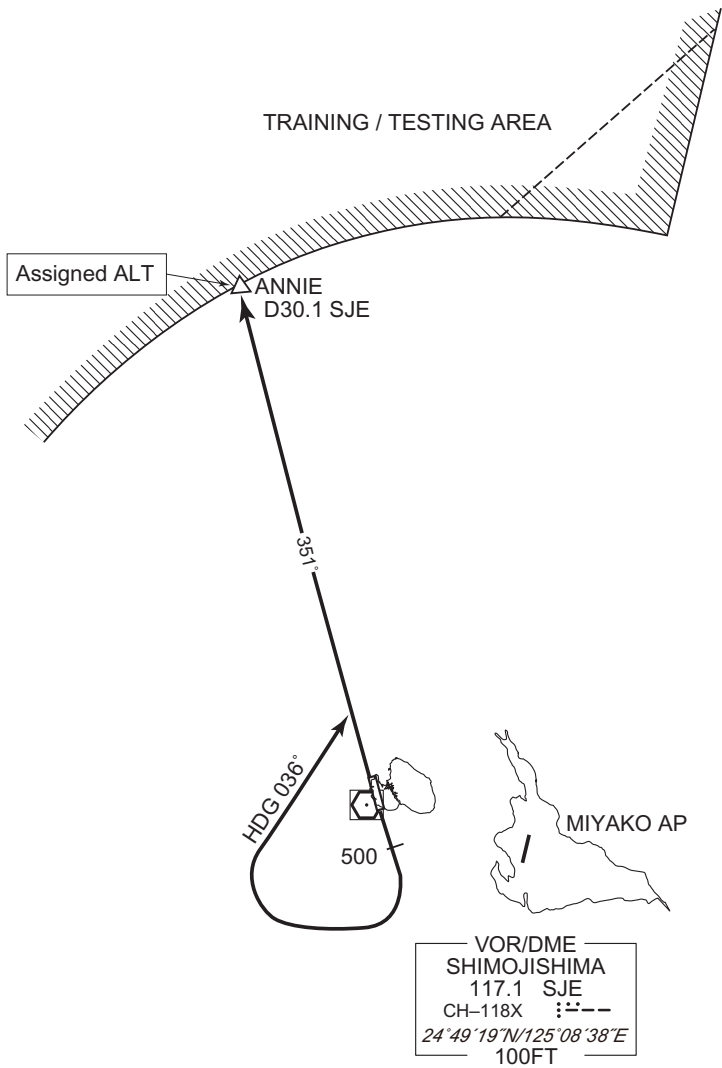 TRAINING / TESTING AREA
Assigned ALT
ANNIE
D30.1 SJE
351°
HDG 036°
500
MIYAKO AP
VOR/DME
SHIMOJISHIMA
117.1 SJE
CH–118X
24°49´19˝N/125°08´38˝E
100FT